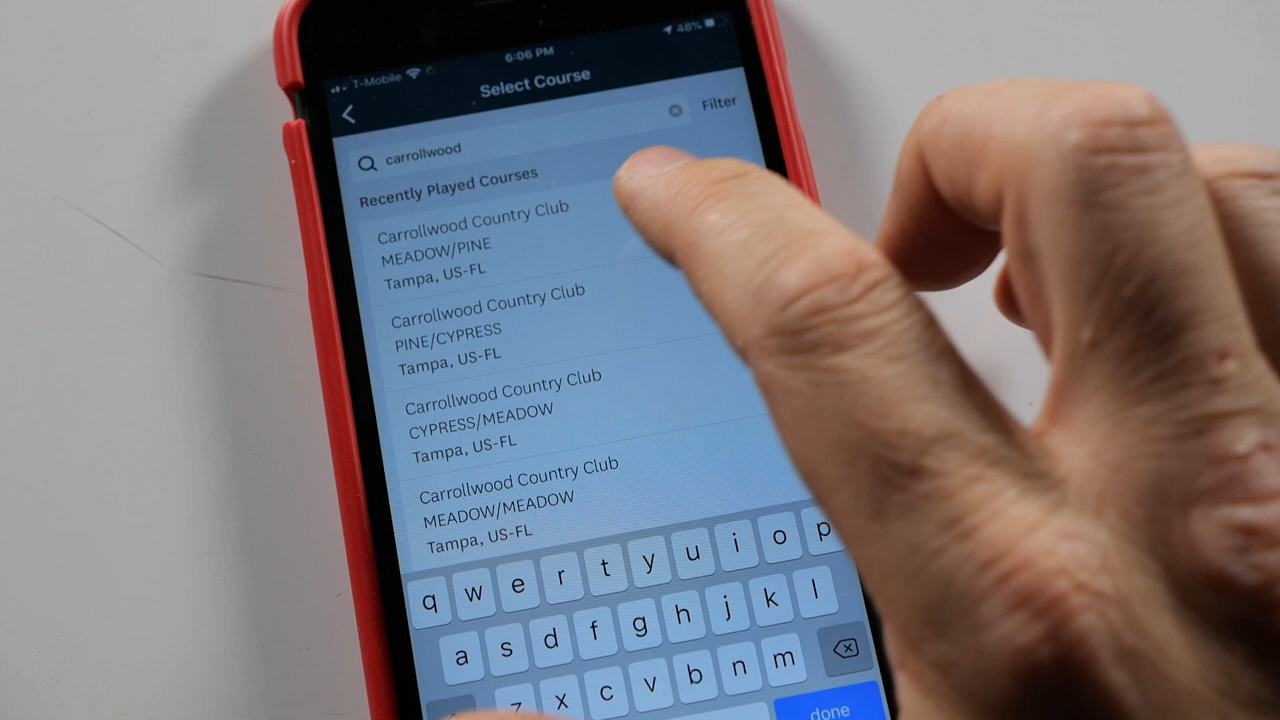 T-Mobile 6:06 PM 48%
Select Course
carrollwood Filter
Recently Played Courses
Carrollwood Country Club
MEADOW/PINE
Tampa, US-FL
Carrollwood Country Club
PINE/CYPRESS
Tampa, US-FL
Carrollwood Country Club
CYPRESS/MEADOW
Tampa, US-FL
Carrollwood Country Club
MEADOW/MEADOW
Tampa, US-FL
q w e r t y u i o p
a s d f g h j k l
z x c v b n m
done